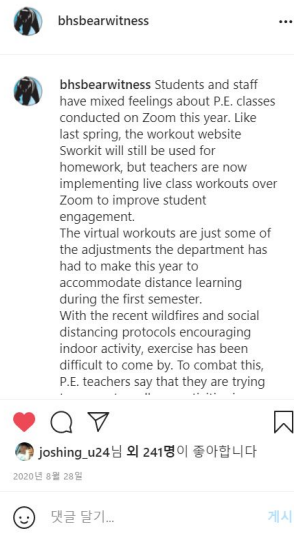 bhsbearwitness
bhsbearwitness Students and staff
have mixed feelings about P.E. classes
conducted on Zoom this year. Like
last spring, the workout website
Sworkit will still be used for
homework, but teachers are now
implementing live class workouts over
Zoom to improve student
engagement.
The virtual workouts are just some of
the adjustments the department has
had to make this year to
accommodate distance learning
during the first semester.
With the recent wildfires and social
distancing protocols encouraging
indoor activity, exercise has been
difficult to come by. To combat this,
P.E. teachers say that they are trying
joshing_u24님 외 241명이 좋아합니다
2020년 8월 28일
댓글 달기...
게시